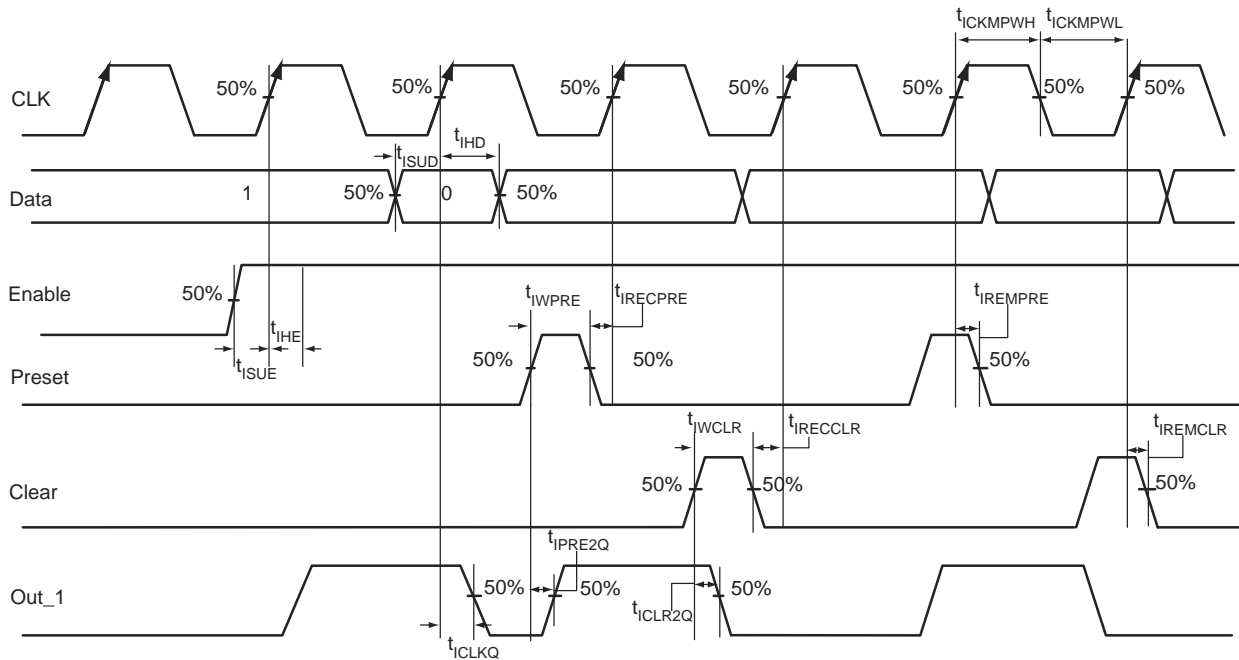 tICKMPWH tICKMPWL
CLK 50% 50% 50% 50% 50% 50% 50%
tISUD tIHD
Data 1 50% 0 50%
Enable 50% tIHE tISUE
tIWPRE tIRECPRE tIREMPRE
Preset 50% 50% 50%
tIWCLR tIRECCLR tIREMCLR
Clear 50% 50% 50%
tIPRE2Q
Out_1 50% 50% tICLR2Q 50%
tICLKQ